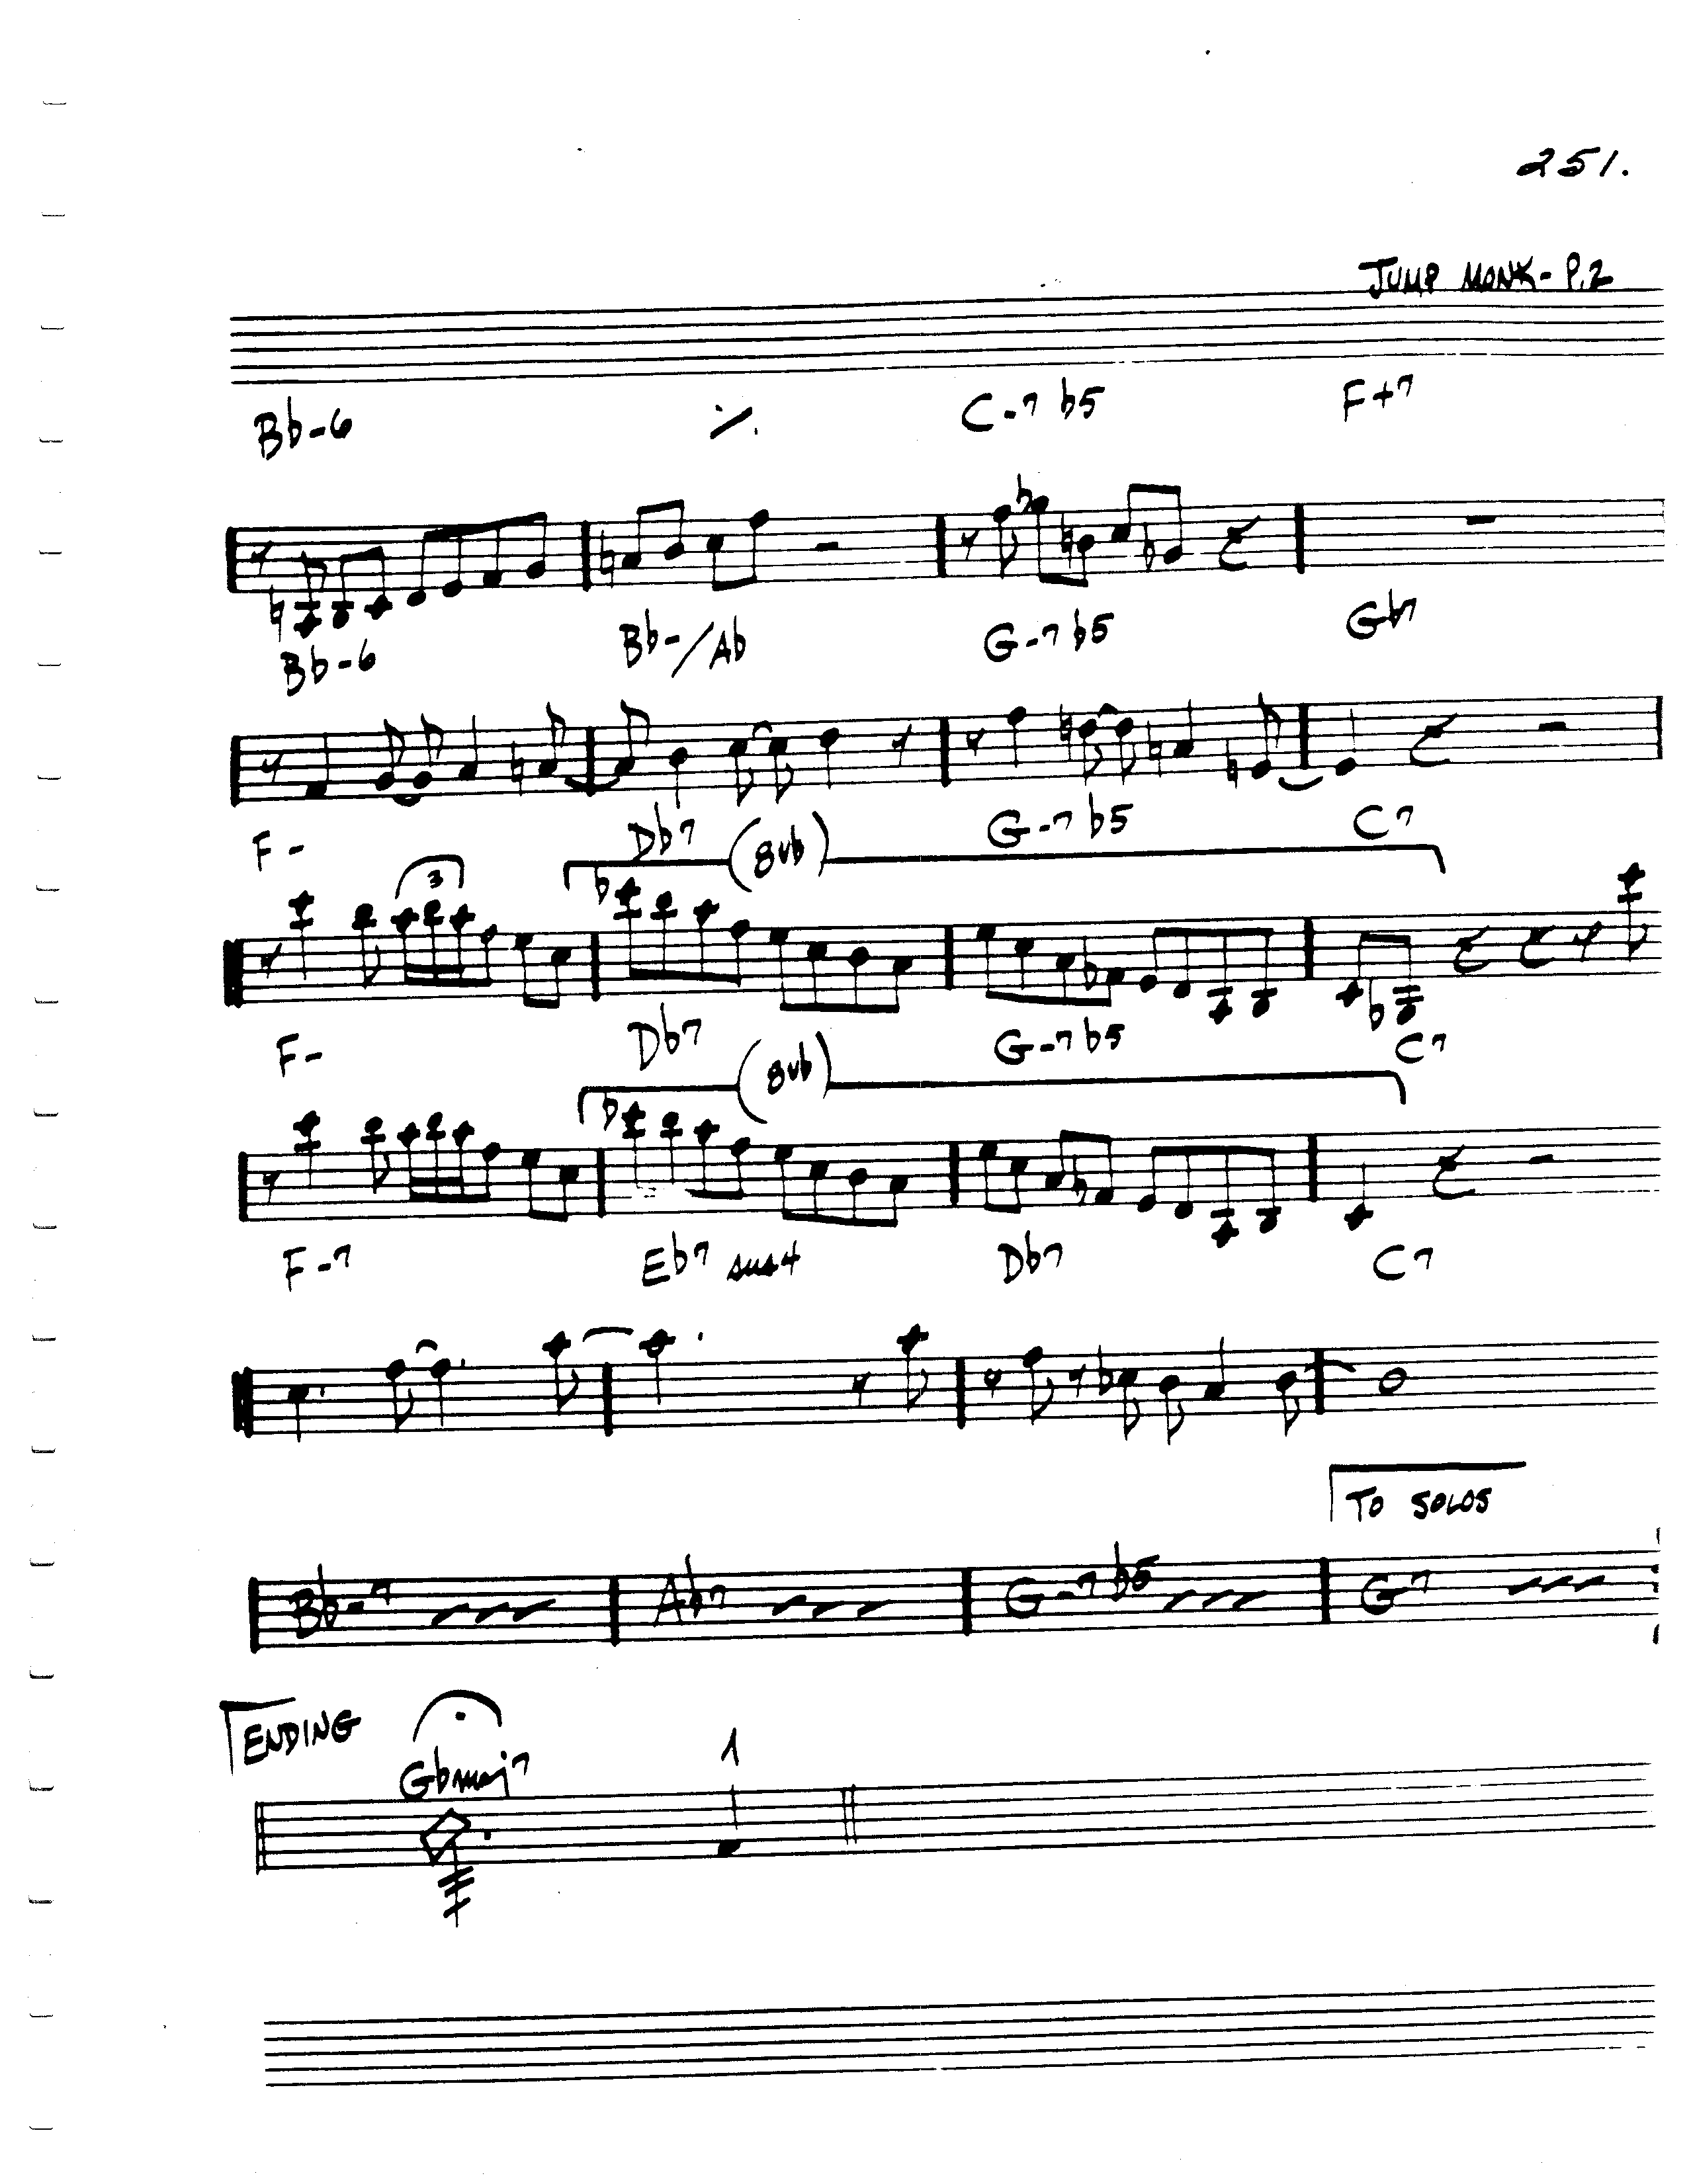 251.
JUMP MONK - P.2
Bb-6 ٪ C-7 b5 F+7
Bb-6 Bb-/Ab G-7 b5 Gb7
F- Db7 G-7 b5 C7
3 (8vb)
F- Db7 G-7 b5 C7
(8vb)
F-7 Eb7 sus4 Db7 C7
TO SOLOS
Bb-7 Ab7 G-7 b5 G7
ENDING
Gbmaj7